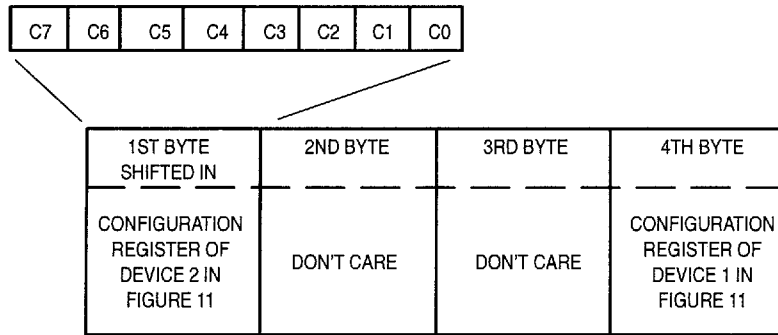 C7 C6 C5 C4 C3 C2 C1 C0
1ST BYTE SHIFTED IN
2ND BYTE
3RD BYTE
4TH BYTE
CONFIGURATION
REGISTER OF
DEVICE 2 IN
FIGURE 11
DON'T CARE
DON'T CARE
CONFIGURATION
REGISTER OF
DEVICE 1 IN
FIGURE 11